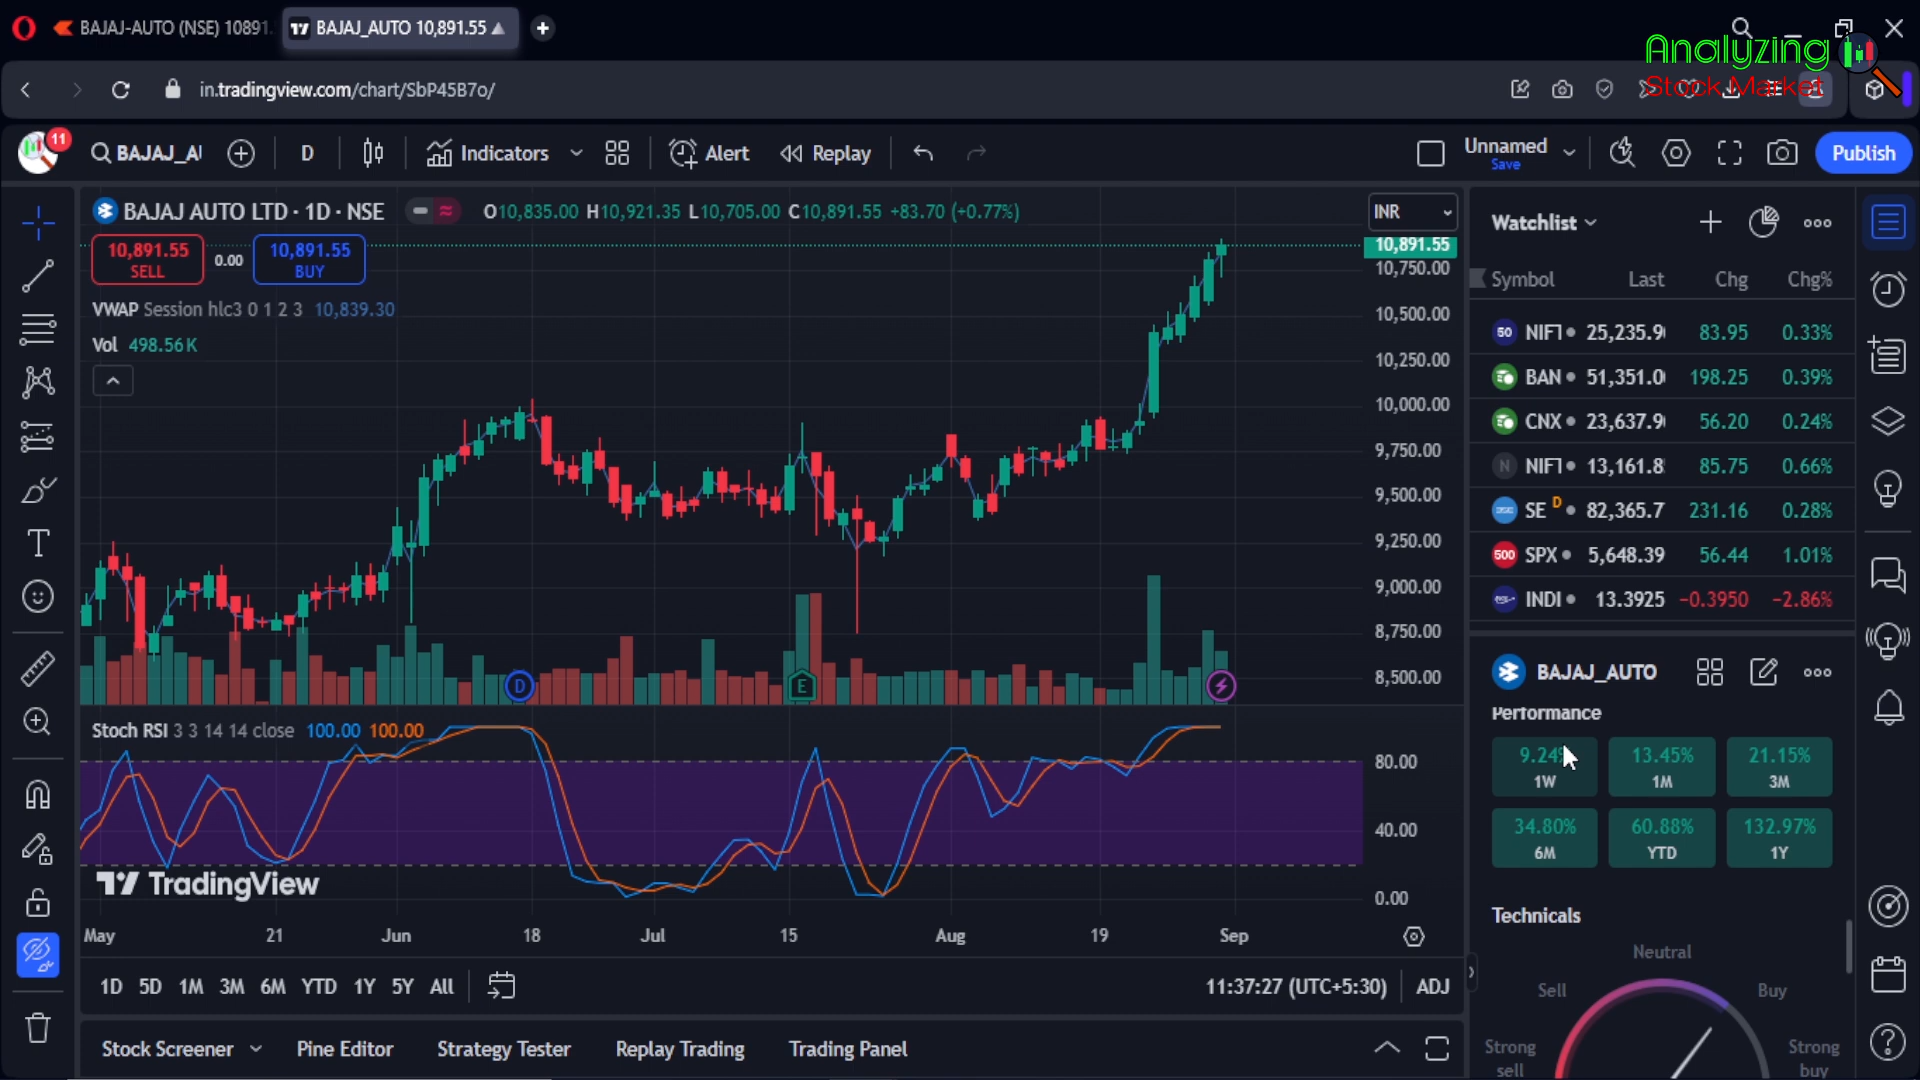 BAJAJ-AUTO (NSE) 10891.
BAJAJ_AUTO 10,891.55
Analyzing
Stock Market
in.tradingview.com/chart/SbP45B7o/
11
BAJAJ_AU
D
Indicators
Alert
Replay
Unnamed
Save
Publish
BAJAJ AUTO LTD · 1D · NSE
O10,835.00 H10,921.35 L10,705.00 C10,891.55 +83.70 (+0.77%)
INR
10,891.55
SELL
0.00
10,891.55
BUY
VWAP Session hlc3 0 1 2 3 10,839.30
Vol 498.56K
10,891.55
10,750.00
10,500.00
10,250.00
10,000.00
9,750.00
9,500.00
9,250.00
9,000.00
8,750.00
8,500.00
D
E
Stoch RSI 3 3 14 14 close 100.00 100.00
80.00
40.00
0.00
TradingView
May 21 Jun 18 Jul 15 Aug 19 Sep
1D 5D 1M 3M 6M YTD 1Y 5Y All
11:37:27 (UTC+5:30) ADJ
Stock Screener Pine Editor Strategy Tester Replay Trading Trading Panel
Watchlist
Symbol Last Chg Chg%
50 NIFT 25,235.9 83.95 0.33%
BAN 51,351.0 198.25 0.39%
CNX 23,637.9 56.20 0.24%
N NIFT 13,161.8 85.75 0.66%
SE D 82,365.7 231.16 0.28%
500 SPX 5,648.39 56.44 1.01%
INDI 13.3925 −0.3950 −2.86%
BAJAJ_AUTO
Performance
9.24%
1W
13.45%
1M
21.15%
3M
34.80%
6M
60.88%
YTD
132.97%
1Y
Technicals
Neutral
Sell
Buy
Strong
sell
Strong
buy